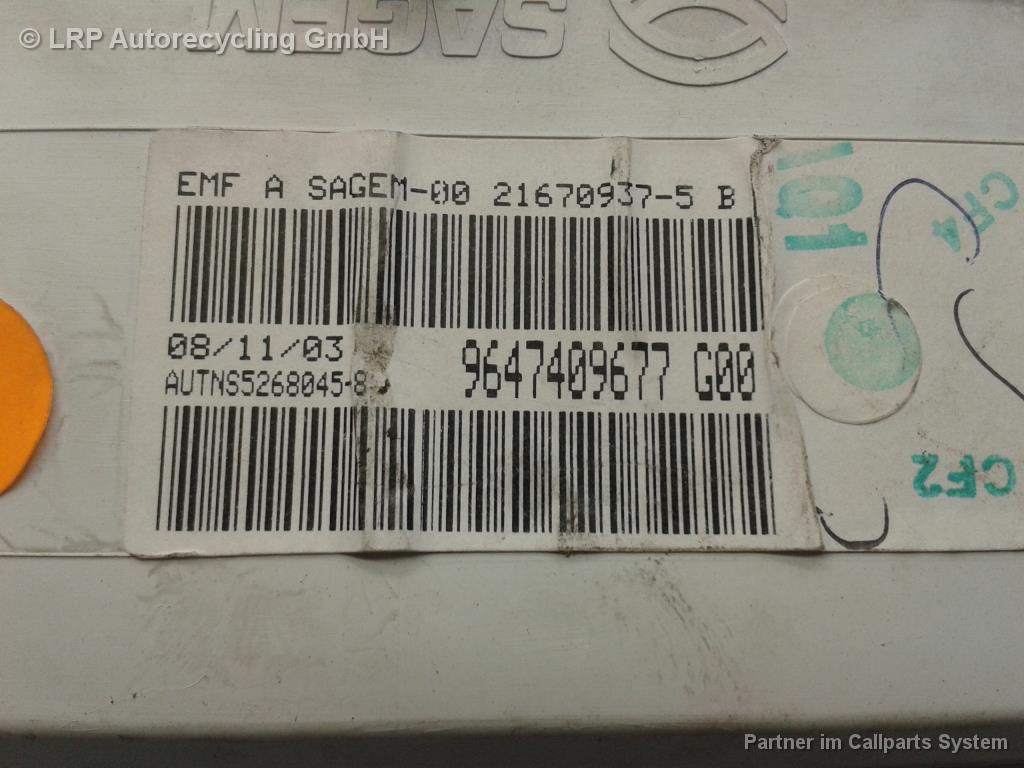 © LRP Autorecycling GmbH
SAGEM
EMF A SAGEM-00 21670937-5 B
101
CF4
08/11/03
AUTNS5268045-8
9647409677 G00
CF2
Partner im Callparts System